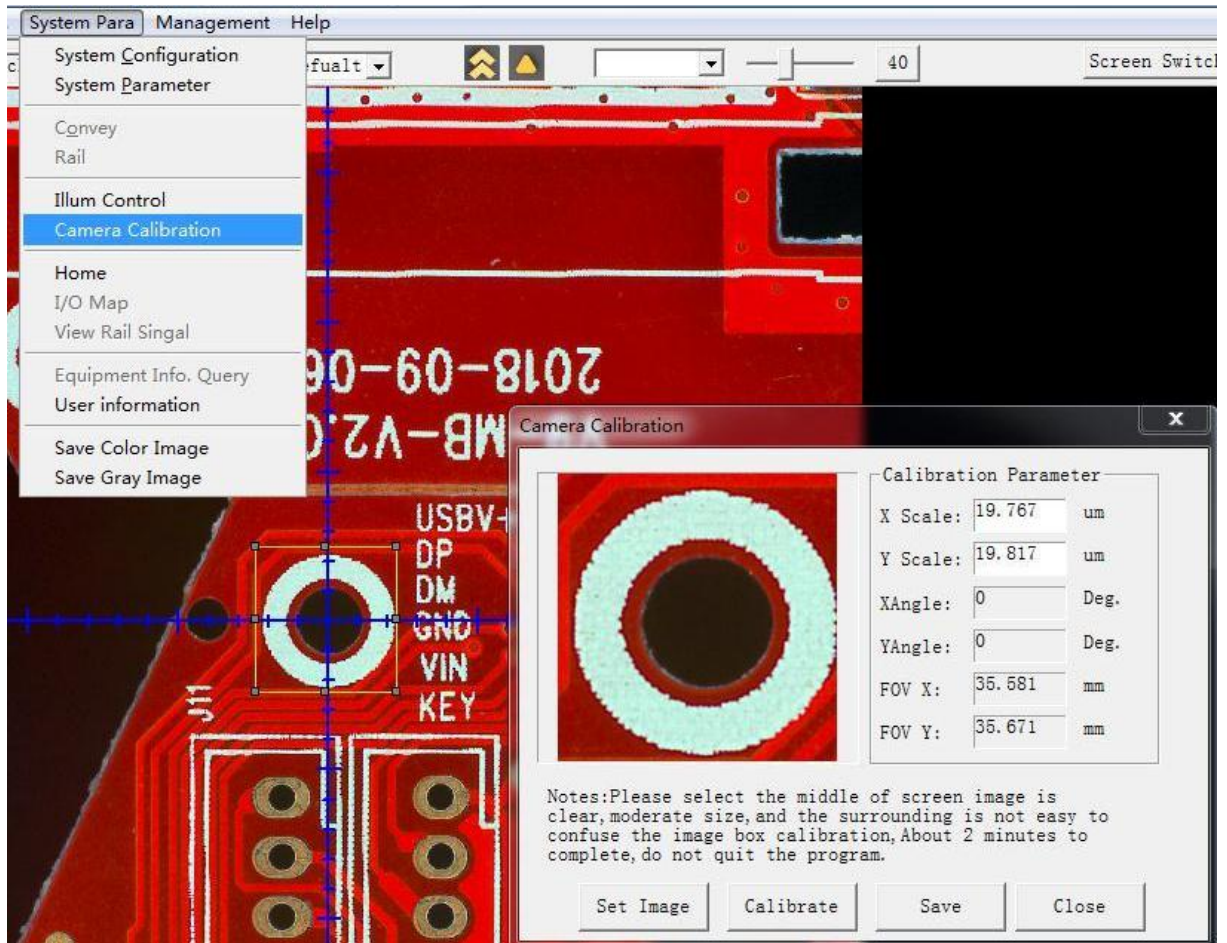 System Para Management Help
System Configuration
System Parameter
Convey
Rail
Illum Control
Camera Calibration
Home
I/O Map
View Rail Singal
Equipment Info. Query
User information
Save Color Image
Save Gray Image
efualt
40
Screen Switch
2018-09-06
MB-V2.0
USBV+
DP
DM
GND
VIN
KEY
J11
Camera Calibration
x
Calibration Parameter
X Scale: 19.767 um
Y Scale: 19.817 um
XAngle: 0 Deg.
YAngle: 0 Deg.
FOV X: 35.581 mm
FOV Y: 35.671 mm
Notes:Please select the middle of screen image is
clear,moderate size,and the surrounding is not easy to
confuse the image box calibration,About 2 minutes to
complete,do not quit the program.
Set Image Calibrate Save Close